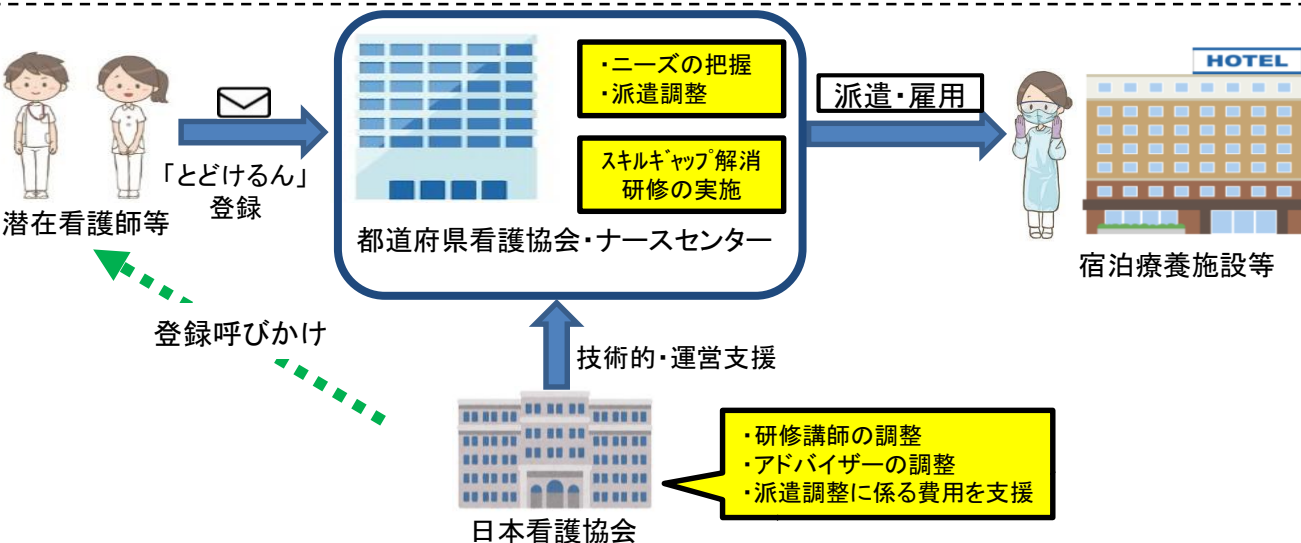 HOTEL
・ニーズの把握
・派遣調整
派遣・雇用
スキルギャップ解消
研修の実施
「とどけるん」
登録
潜在看護師等
都道府県看護協会・ナースセンター
宿泊療養施設等
登録呼びかけ
技術的・運営支援
・研修講師の調整
・アドバイザーの調整
・派遣調整に係る費用を支援
日本看護協会